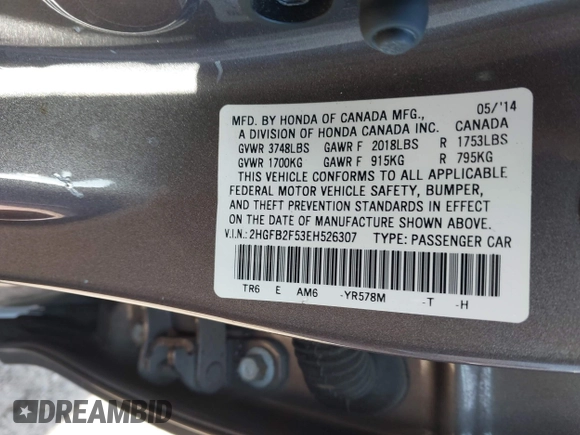 05/'14
MFD. BY HONDA OF CANADA MFG.,
A DIVISION OF HONDA CANADA INC. CANADA
GVWR 3748LBS GAWR F 2018LBS R 1753LBS
GVWR 1700KG GAWR F 915KG R 795KG
THIS VEHICLE CONFORMS TO ALL APPLICABLE
FEDERAL MOTOR VEHICLE SAFETY, BUMPER,
AND THEFT PREVENTION STANDARDS IN EFFECT
ON THE DATE OF MANUFACTURE SHOWN ABOVE.
V.I.N.:2HGFB2F53EH526307 TYPE: PASSENGER CAR
TR6 E AM6 -YR578M -T -H
DREAMBID